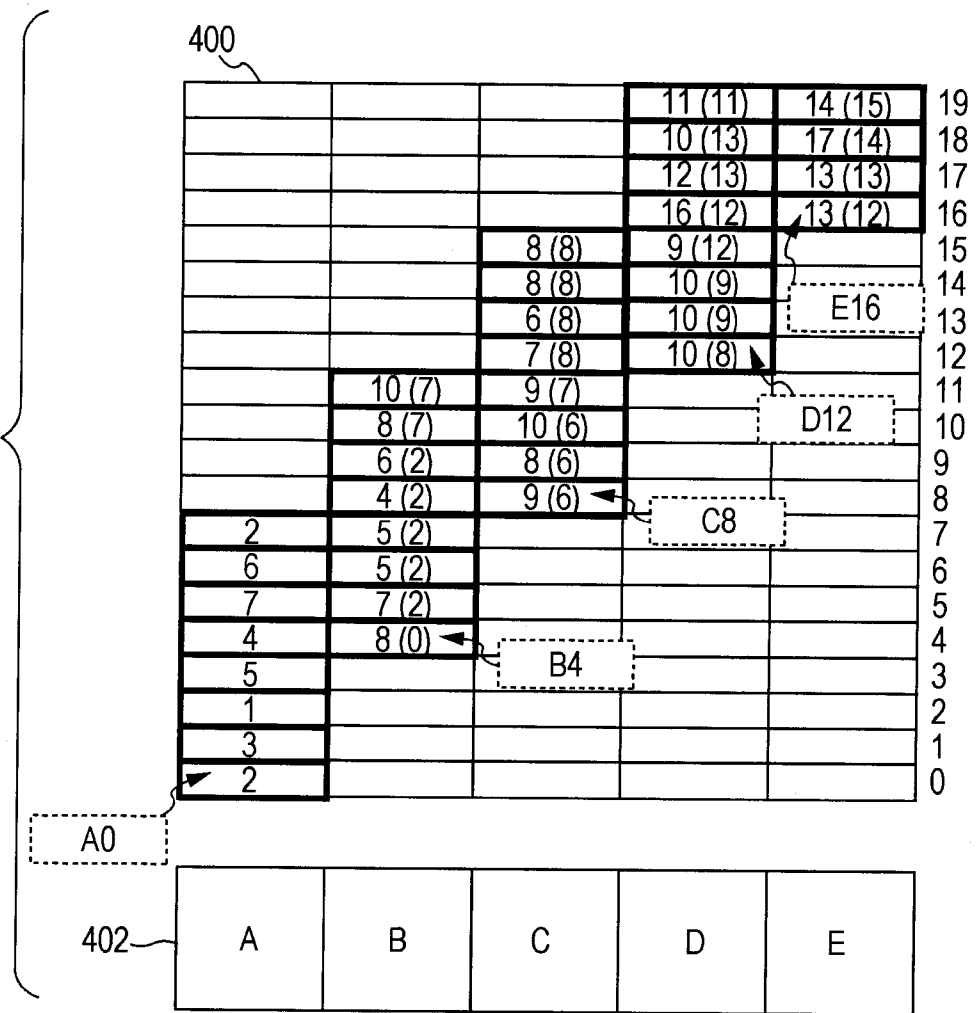 400
11 (11) 14 (15) 19
10 (13) 17 (14) 18
12 (13) 13 (13) 17
16 (12) 13 (12) 16
8 (8) 9 (12) 15
8 (8) 10 (9) 14
E16
6 (8) 10 (9) 13
7 (8) 10 (8) 12
10 (7) 9 (7) 11
D12
8 (7) 10 (6) 10
6 (2) 8 (6) 9
4 (2) 9 (6) 8
C8
2 5 (2) 7
6 5 (2) 6
7 7 (2) 5
4 8 (0) 4
B4
5 3
1 2
3 1
2 0
A0
402 A B C D E